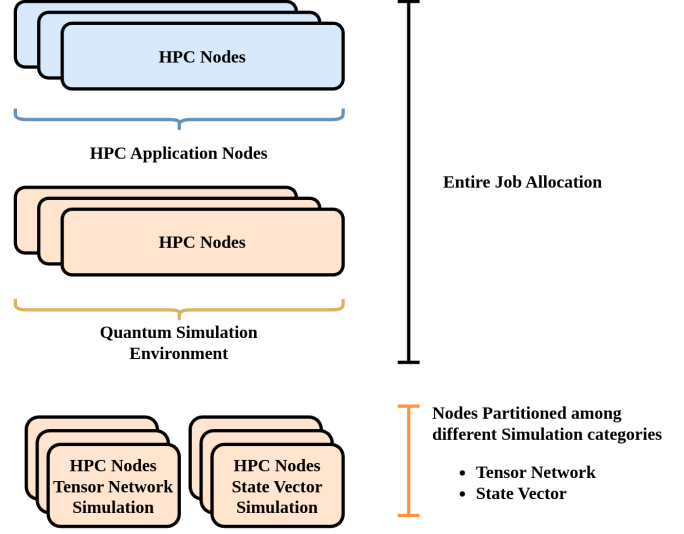 HPC Nodes
HPC Application Nodes
Entire Job Allocation
HPC Nodes
Quantum Simulation
Environment
HPC Nodes
Tensor Network
Simulation
HPC Nodes
State Vector
Simulation
Nodes Partitioned among
different Simulation categories
• Tensor Network
• State Vector